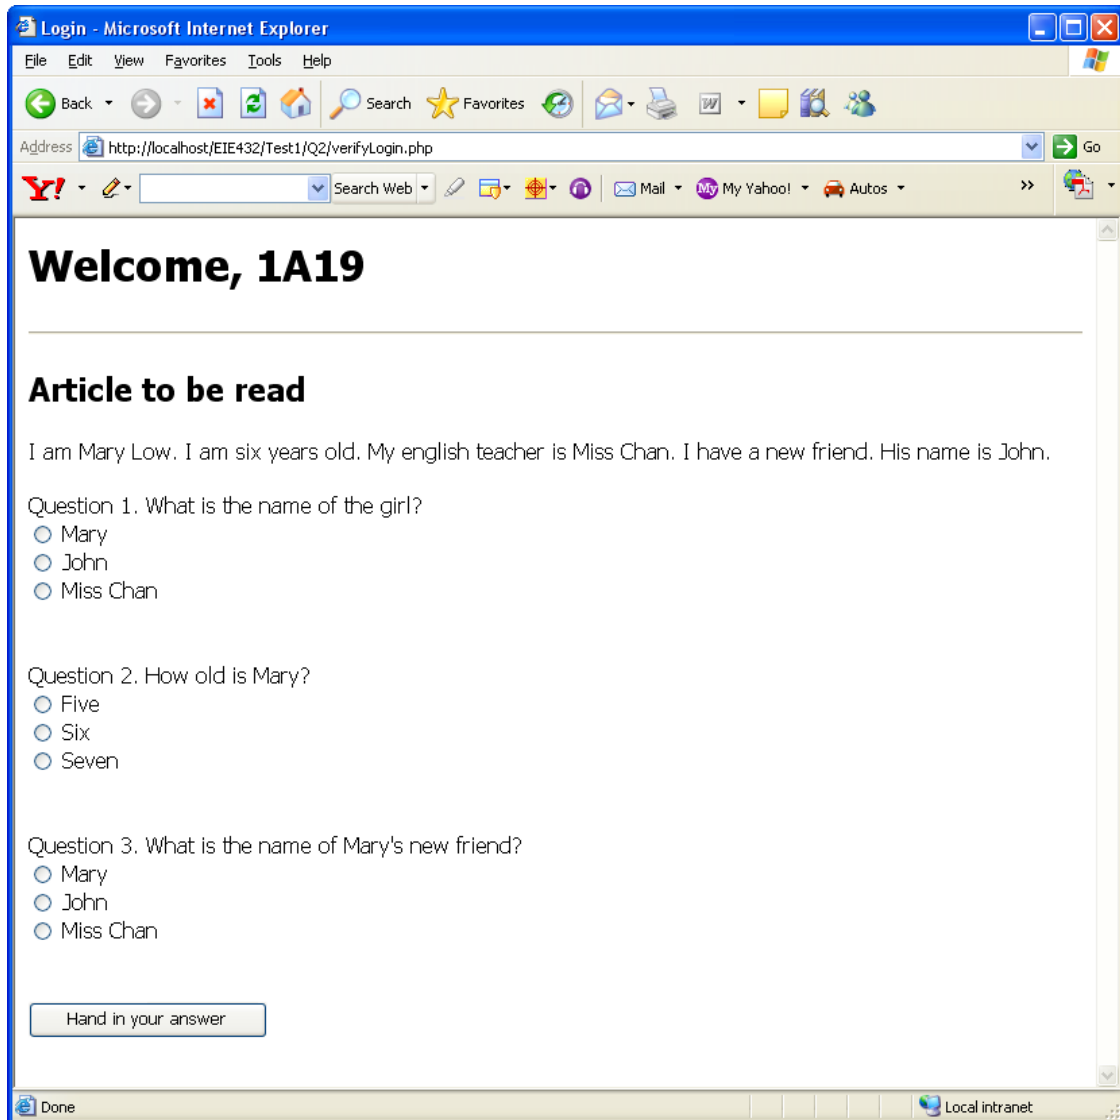 Login - Microsoft Internet Explorer
File Edit View Favorites Tools Help
Back Search Favorites
Address http://localhost/EIE432/Test1/Q2/verifyLogin.php Go
Y! Search Web Mail My My Yahoo! Autos »
Welcome, 1A19
Article to be read
I am Mary Low. I am six years old. My english teacher is Miss Chan. I have a new friend. His name is John.
Question 1. What is the name of the girl?
Mary
John
Miss Chan
Question 2. How old is Mary?
Five
Six
Seven
Question 3. What is the name of Mary's new friend?
Mary
John
Miss Chan
Hand in your answer
Done Local intranet